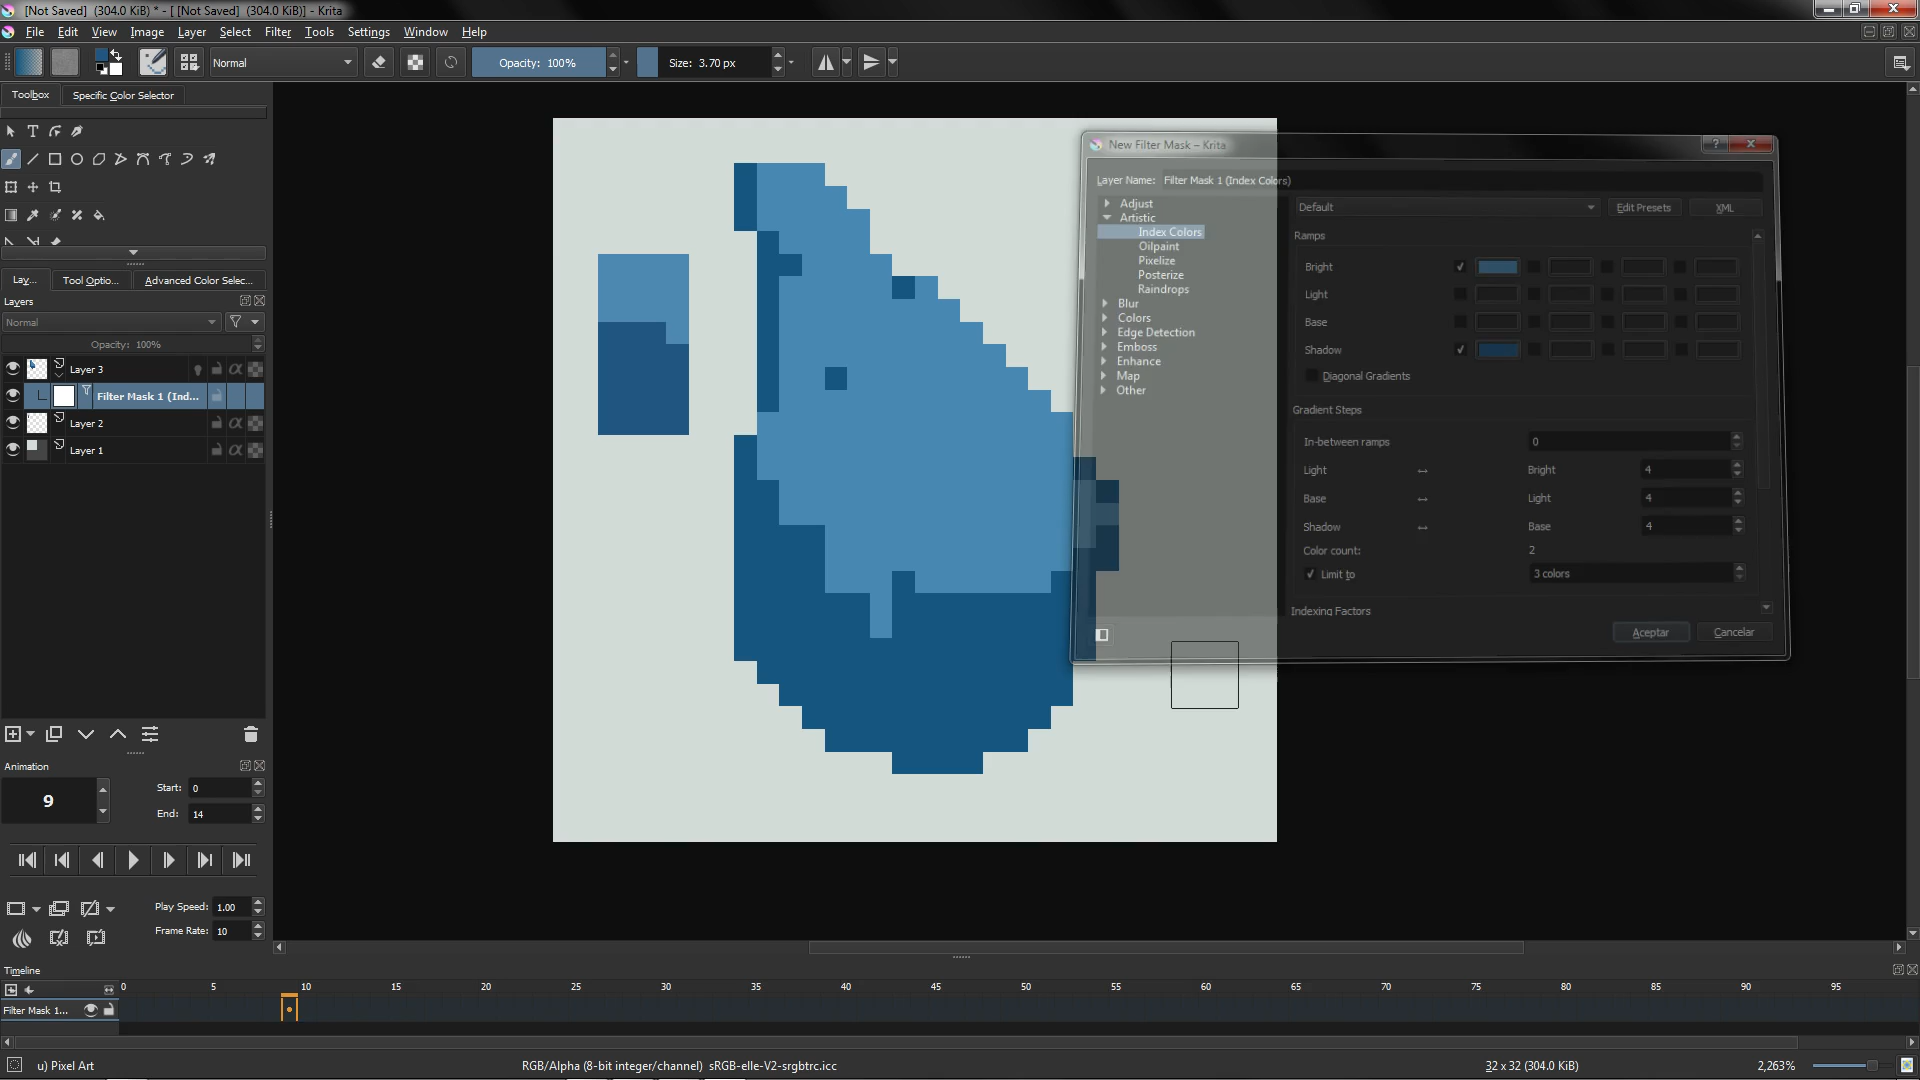 [Not Saved]  (304.0 KiB) * - [ [Not Saved]  (304.0 KiB)] - Krita
File Edit View Image Layer Select Filter Tools Settings Window Help
Normal Opacity: 100% Size: 3.70 px
Toolbox Specific Color Selector
Lay... Tool Optio... Advanced Color Selec...
Layers
Normal
Opacity: 100%
Layer 3
Filter Mask 1 (Ind...
Layer 2
Layer 1
Animation
9
Start: 0
End: 14
Play Speed: 1.00
Frame Rate: 10
New Filter Mask – Krita
Layer Name: Filter Mask 1 (Index Colors)
Adjust
Artistic
Index Colors
Oilpaint
Pixelize
Posterize
Raindrops
Blur
Colors
Edge Detection
Emboss
Enhance
Map
Other
Default Edit Presets XML
Ramps
Bright
Light
Base
Shadow
Diagonal Gradients
Gradient Steps
In-between ramps 0
Light ↔ Bright 4
Base ↔ Light 4
Shadow ↔ Base 4
Color count: 2
Limit to 3 colors
Indexing Factors
Aceptar Cancelar
Timeline
0 5 10 15 20 25 30 35 40 45 50 55 60 65 70 75 80 85 90 95
Filter Mask 1...
u) Pixel Art RGB/Alpha (8-bit integer/channel)  sRGB-elle-V2-srgbtrc.icc 32 x 32 (304.0 KiB) 2,263%